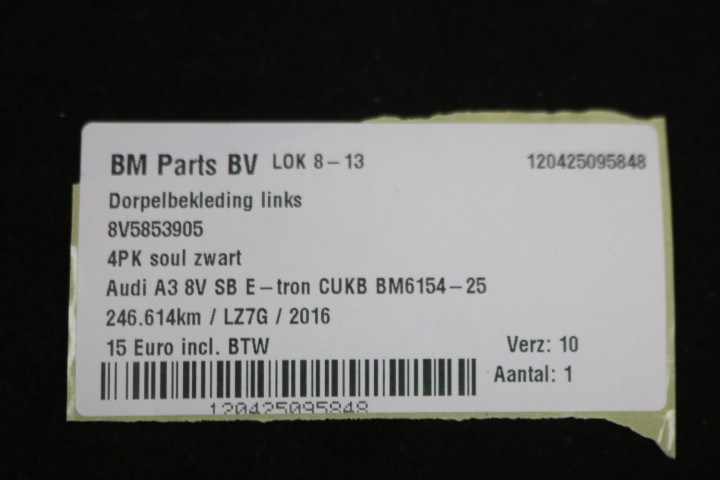 BM Parts BV LOK 8-13 120425095848
Dorpelbekleding links
8V5853905
4PK soul zwart
Audi A3 8V SB E-tron CUKB BM6154-25
246.614km / LZ7G / 2016
15 Euro incl. BTW Verz: 10
Aantal: 1
120425095848